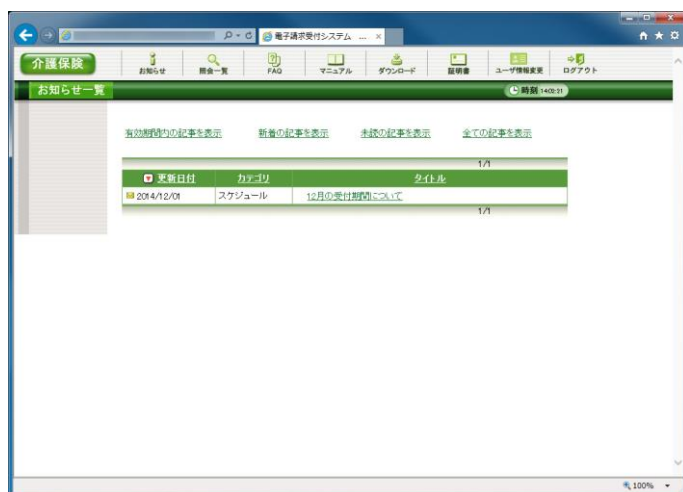 電子請求受付システム ...
介護保険
お知らせ 照会一覧 FAQ マニュアル ダウンロード 証明書 ユーザ情報変更 ログアウト
お知らせ一覧
時刻 14:02:31
有効期間内の記事を表示 新着の記事を表示 未読の記事を表示 全ての記事を表示
1/1
更新日付 カテゴリ タイトル
2014/12/01 スケジュール 12月の受付期間について
1/1
100%